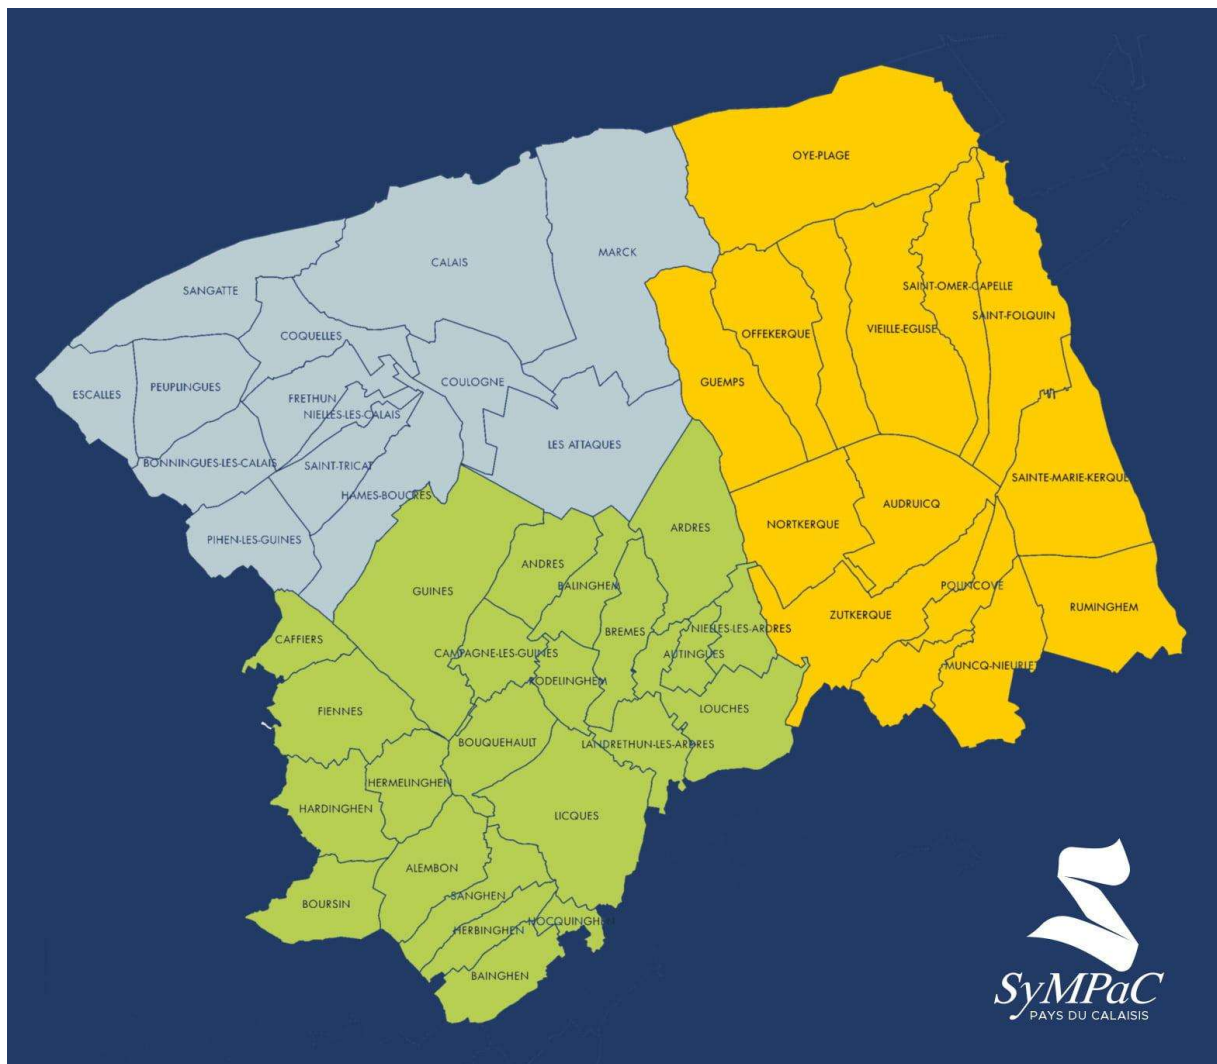 OYE-PLAGE
MARCK
CALAIS
SANGATTE
SAINT-OMER-CAPELLE
SAINT-FOLQUIN
VIEILLE-EGLISE
OFFEKERQUE
COQUELLES
GUEMPS
COULOGNE
PEUPLINGUES
ESCALLES
FRETHUN
NIELLES-LES-CALAIS
LES ATTAQUES
BONNINGUES-LES-CALAIS
SAINT-TRICAT
SAINTE-MARIE-KERQUE
HAMES-BOUCRES
AUDRUICQ
NORTKERQUE
ARDRES
PIHEN-LES-GUINES
ANDRES
BALINGHEM
GUINES
POLINCOVE
RUMINGHEM
ZUTKERQUE
NIELLES-LES-ARDRES
BREMES
CAFFIERS
CAMPAGNE-LES-GUINES
AUTINGUES
MUNCQ-NIEURLET
RODELINGHEM
LOUCHES
FIENNES
BOUQUEHAULT
LANDRETHUN-LES-ARDRES
HERMELINGHEN
HARDINGHEN
LICQUES
ALEMBON
SANGHEN
BOURSIN
HOCQUINGHEN
HERBINGHEN
BAINGHEN
SyMPaC
PAYS DU CALAISIS